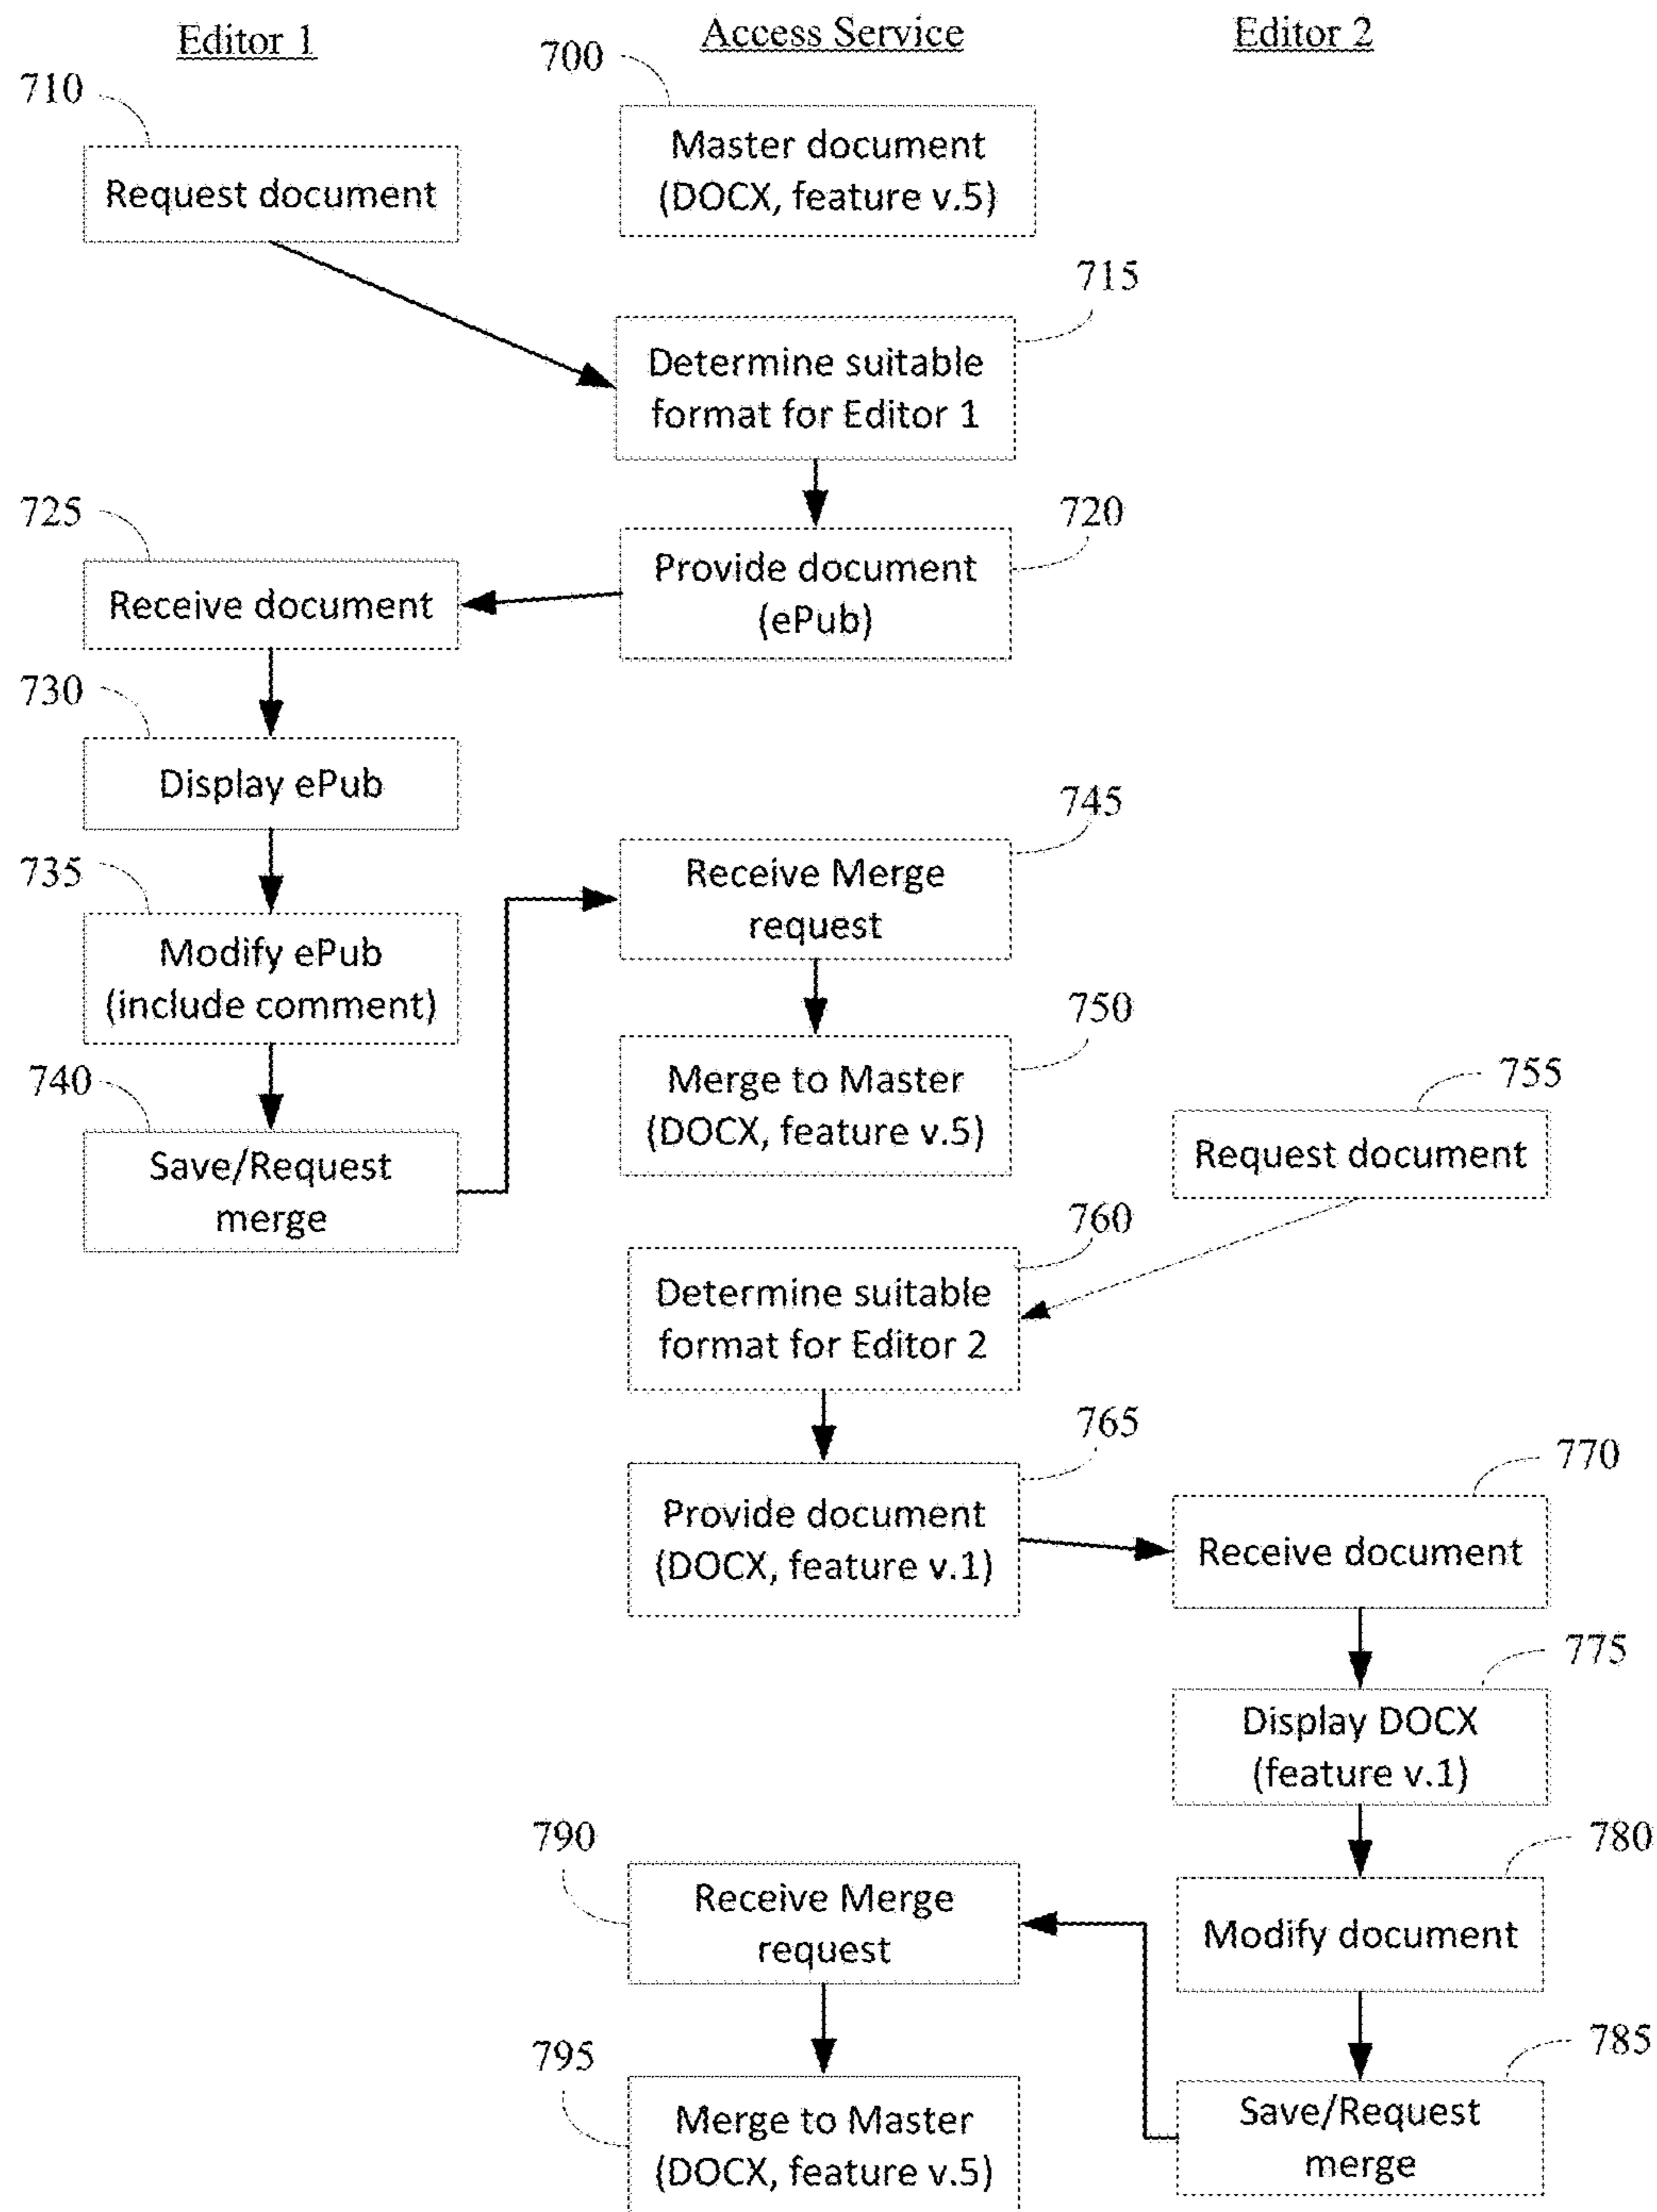 Editor 1
Access Service
Editor 2
700
710
Master document
(DOCX, feature v.5)
Request document
715
Determine suitable
format for Editor 1
725
720
Provide document
(ePub)
Receive document
730
Display ePub
745
Receive Merge
request
735
Modify ePub
(include comment)
750
Merge to Master
(DOCX, feature v.5)
740
Save/Request
merge
755
Request document
760
Determine suitable
format for Editor 2
765
Provide document
(DOCX, feature v.1)
770
Receive document
775
Display DOCX
(feature v.1)
790
Receive Merge
request
780
Modify document
795
Merge to Master
(DOCX, feature v.5)
785
Save/Request
merge